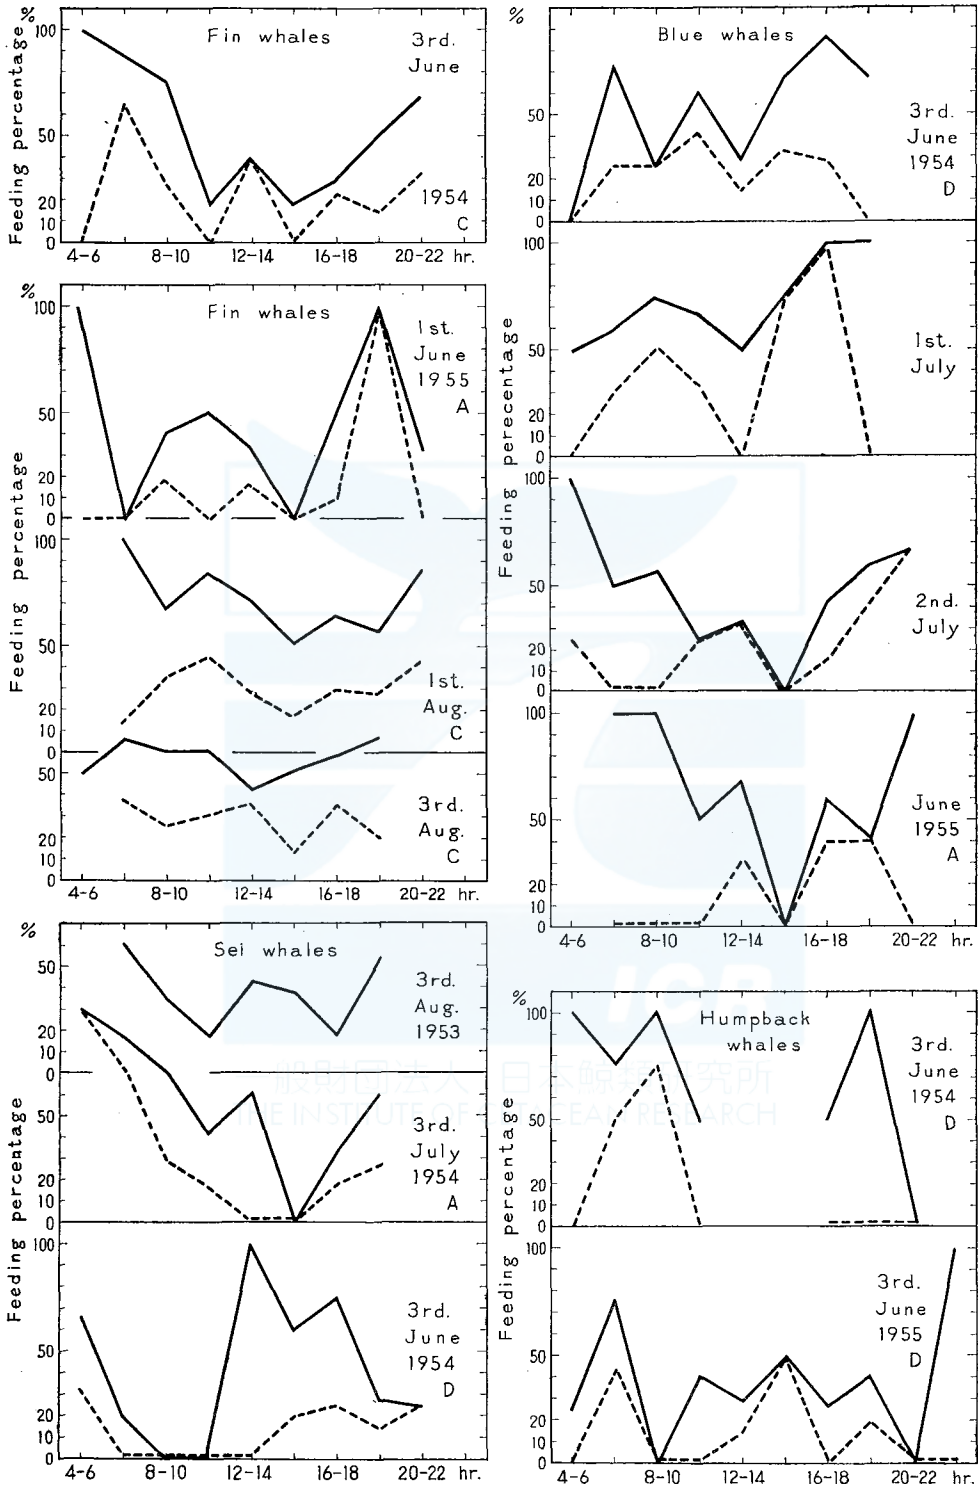 %
100
50
20
10
0
Feeding percentage
Fin whales
3rd.
June
1954
C
4-6
8-10
12-14
16-18
20-22 hr.
%
100
50
20
10
0
100
50
20
10
0
50
20
10
0
Feeding percentage
Fin whales
1st.
June
1955
A
1st.
Aug.
C
3rd.
Aug.
C
4-6
8-10
12-14
16-18
20-22 hr.
%
50
20
10
0
50
20
10
0
100
50
20
10
0
Feeding percentage
Sei whales
3rd.
Aug.
1953
3rd.
July
1954
A
3rd.
June
1954
D
4-6
8-10
12-14
16-18
20-22 hr.
50
20
10
0
100
50
20
10
0
100
50
20
10
0
100
50
20
10
0
Feeding perecentage
Blue whales
3rd.
June
1954
D
1st.
July
2nd.
July
June
1955
A
4-6
8-10
12-14
16-18
20-22 hr.
%
100
50
20
10
0
100
50
20
10
0
Feeding percentage
Humpback
whales
3rd.
June
1954
D
3rd.
June
1955
D
4-6
8-10
12-14
16-18
20-22 hr.
ICR
一般財団法人 日本鯨類研究所
THE INSTITUTE OF CETACEAN RESEARCH